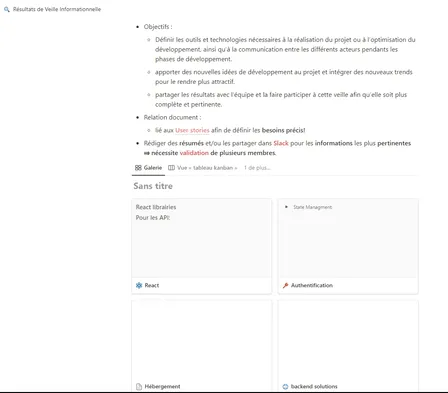 Résultats de Veille Informationnelle
Objectifs :
Définir les outils et technologies nécessaires à la réalisation du projet ou à l'optimisation du
développement, ainsi qu'à la communication entre les différents acteurs pendants les
phases de développement.
apporter des nouvelles idées de développement au projet et intégrer des nouveaux trends
pour le rendre plus attractif.
partager les résultats avec l'équipe et la faire participer à cette veille afin qu'elle soit plus
complète et pertinente.
Relation document :
lié aux User stories afin de définir les besoins précis!
Rédiger des résumés et/ou les partager dans Slack pour les informations les plus pertinentes
⇒ nécessite validation de plusieurs membres.
Galerie Vue « tableau kanban » 1 de plus...
Sans titre
React librairies
Pour les API:
State Managment:
React
Authentification
Hébergement
backend solutions